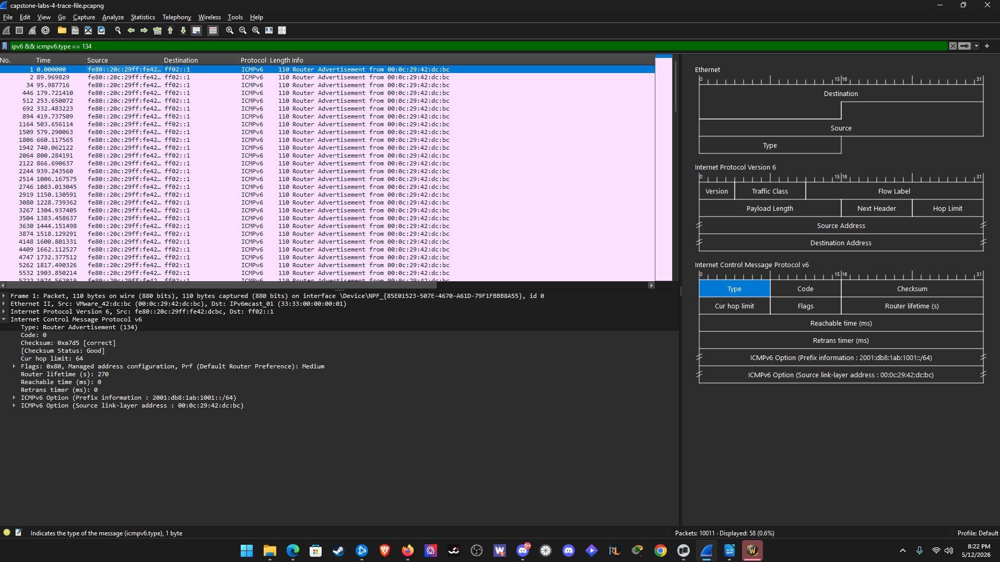 capstone-labs-4-trace-file.pcapng
File Edit View Go Capture Analyze Statistics Telephony Wireless Tools Help
ipv6 && icmpv6.type == 134
No. Time Source Destination Protocol Length Info
1 0.000000 fe80::20c:29ff:fe42… ff02::1 ICMPv6 110 Router Advertisement from 00:0c:29:42:dc:bc
2 89.969829 fe80::20c:29ff:fe42… ff02::1 ICMPv6 110 Router Advertisement from 00:0c:29:42:dc:bc
34 95.987716 fe80::20c:29ff:fe42… ff02::1 ICMPv6 110 Router Advertisement from 00:0c:29:42:dc:bc
446 179.721410 fe80::20c:29ff:fe42… ff02::1 ICMPv6 110 Router Advertisement from 00:0c:29:42:dc:bc
512 253.650072 fe80::20c:29ff:fe42… ff02::1 ICMPv6 110 Router Advertisement from 00:0c:29:42:dc:bc
692 332.483223 fe80::20c:29ff:fe42… ff02::1 ICMPv6 110 Router Advertisement from 00:0c:29:42:dc:bc
894 419.737509 fe80::20c:29ff:fe42… ff02::1 ICMPv6 110 Router Advertisement from 00:0c:29:42:dc:bc
1164 503.656114 fe80::20c:29ff:fe42… ff02::1 ICMPv6 110 Router Advertisement from 00:0c:29:42:dc:bc
1509 579.290063 fe80::20c:29ff:fe42… ff02::1 ICMPv6 110 Router Advertisement from 00:0c:29:42:dc:bc
1806 660.117565 fe80::20c:29ff:fe42… ff02::1 ICMPv6 110 Router Advertisement from 00:0c:29:42:dc:bc
1942 740.062122 fe80::20c:29ff:fe42… ff02::1 ICMPv6 110 Router Advertisement from 00:0c:29:42:dc:bc
2064 800.284191 fe80::20c:29ff:fe42… ff02::1 ICMPv6 110 Router Advertisement from 00:0c:29:42:dc:bc
2122 866.690637 fe80::20c:29ff:fe42… ff02::1 ICMPv6 110 Router Advertisement from 00:0c:29:42:dc:bc
2244 939.243560 fe80::20c:29ff:fe42… ff02::1 ICMPv6 110 Router Advertisement from 00:0c:29:42:dc:bc
2514 1006.167575 fe80::20c:29ff:fe42… ff02::1 ICMPv6 110 Router Advertisement from 00:0c:29:42:dc:bc
2746 1083.013045 fe80::20c:29ff:fe42… ff02::1 ICMPv6 110 Router Advertisement from 00:0c:29:42:dc:bc
2919 1150.130591 fe80::20c:29ff:fe42… ff02::1 ICMPv6 110 Router Advertisement from 00:0c:29:42:dc:bc
3080 1228.739362 fe80::20c:29ff:fe42… ff02::1 ICMPv6 110 Router Advertisement from 00:0c:29:42:dc:bc
3267 1304.937405 fe80::20c:29ff:fe42… ff02::1 ICMPv6 110 Router Advertisement from 00:0c:29:42:dc:bc
3504 1383.458637 fe80::20c:29ff:fe42… ff02::1 ICMPv6 110 Router Advertisement from 00:0c:29:42:dc:bc
3630 1444.151498 fe80::20c:29ff:fe42… ff02::1 ICMPv6 110 Router Advertisement from 00:0c:29:42:dc:bc
3874 1518.129291 fe80::20c:29ff:fe42… ff02::1 ICMPv6 110 Router Advertisement from 00:0c:29:42:dc:bc
4148 1600.801331 fe80::20c:29ff:fe42… ff02::1 ICMPv6 110 Router Advertisement from 00:0c:29:42:dc:bc
4409 1662.112527 fe80::20c:29ff:fe42… ff02::1 ICMPv6 110 Router Advertisement from 00:0c:29:42:dc:bc
4747 1732.377512 fe80::20c:29ff:fe42… ff02::1 ICMPv6 110 Router Advertisement from 00:0c:29:42:dc:bc
5262 1817.490326 fe80::20c:29ff:fe42… ff02::1 ICMPv6 110 Router Advertisement from 00:0c:29:42:dc:bc
5532 1903.850214 fe80::20c:29ff:fe42… ff02::1 ICMPv6 110 Router Advertisement from 00:0c:29:42:dc:bc
5722 1974.562019 fe80::20c:29ff:fe42… ff02::1 ICMPv6 110 Router Advertisement from 00:0c:29:42:dc:bc
Frame 1: Packet, 110 bytes on wire (880 bits), 110 bytes captured (880 bits) on interface \Device\NPF_{85E01523-507E-4670-A61D-79F1FBBB8A55}, id 0
Ethernet II, Src: VMware_42:dc:bc (00:0c:29:42:dc:bc), Dst: IPv6mcast_01 (33:33:00:00:00:01)
Internet Protocol Version 6, Src: fe80::20c:29ff:fe42:dcbc, Dst: ff02::1
Internet Control Message Protocol v6
Type: Router Advertisement (134)
Code: 0
Checksum: 0xa7d5 [correct]
[Checksum Status: Good]
Cur hop limit: 64
Flags: 0x80, Managed address configuration, Prf (Default Router Preference): Medium
Router lifetime (s): 270
Reachable time (ms): 0
Retrans timer (ms): 0
ICMPv6 Option (Prefix information : 2001:db8:1ab:1001::/64)
ICMPv6 Option (Source link-layer address : 00:0c:29:42:dc:bc)
Ethernet
0 15 16 31
Destination
Source
Type
Internet Protocol Version 6
0 15 16 31
Version Traffic Class Flow Label
Payload Length Next Header Hop Limit
Source Address
Destination Address
Internet Control Message Protocol v6
0 15 16 31
Type Code Checksum
Cur hop limit Flags Router lifetime (s)
Reachable time (ms)
Retrans timer (ms)
ICMPv6 Option (Prefix information : 2001:db8:1ab:1001::/64)
ICMPv6 Option (Source link-layer address : 00:0c:29:42:dc:bc)
Indicates the type of the message (icmpv6.type), 1 byte
Packets: 10011 · Displayed: 58 (0.6%)
Profile: Default
9+
8:22 PM
5/12/2026